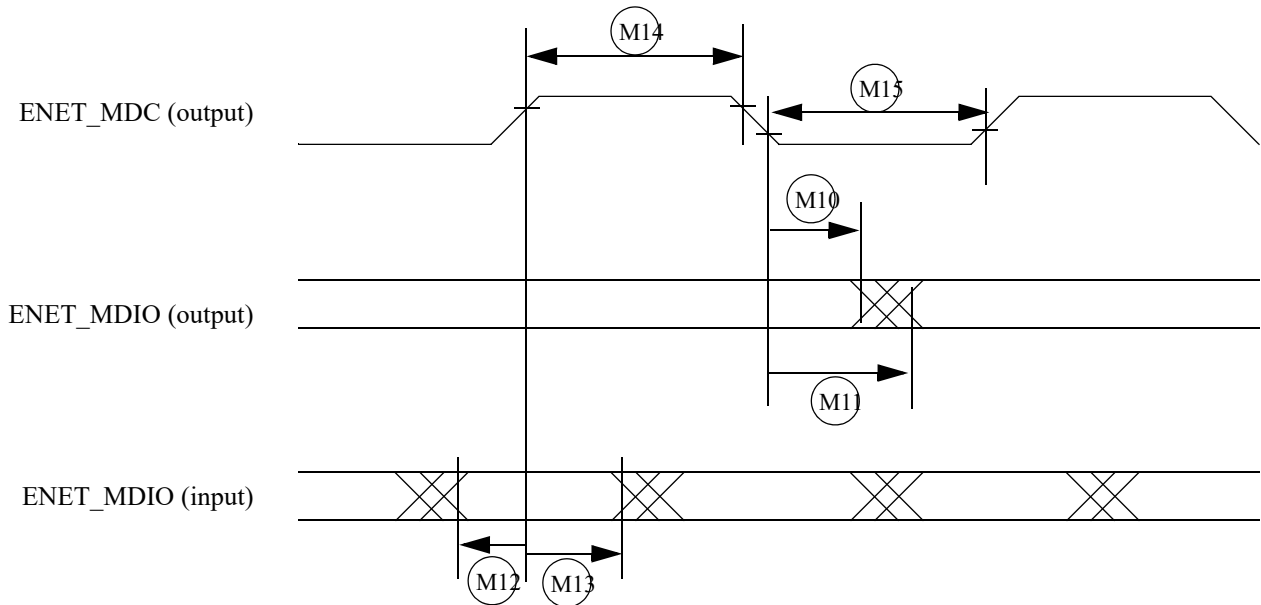 M14
ENET_MDC (output)
M15
M10
ENET_MDIO (output)
M11
ENET_MDIO (input)
M12
M13